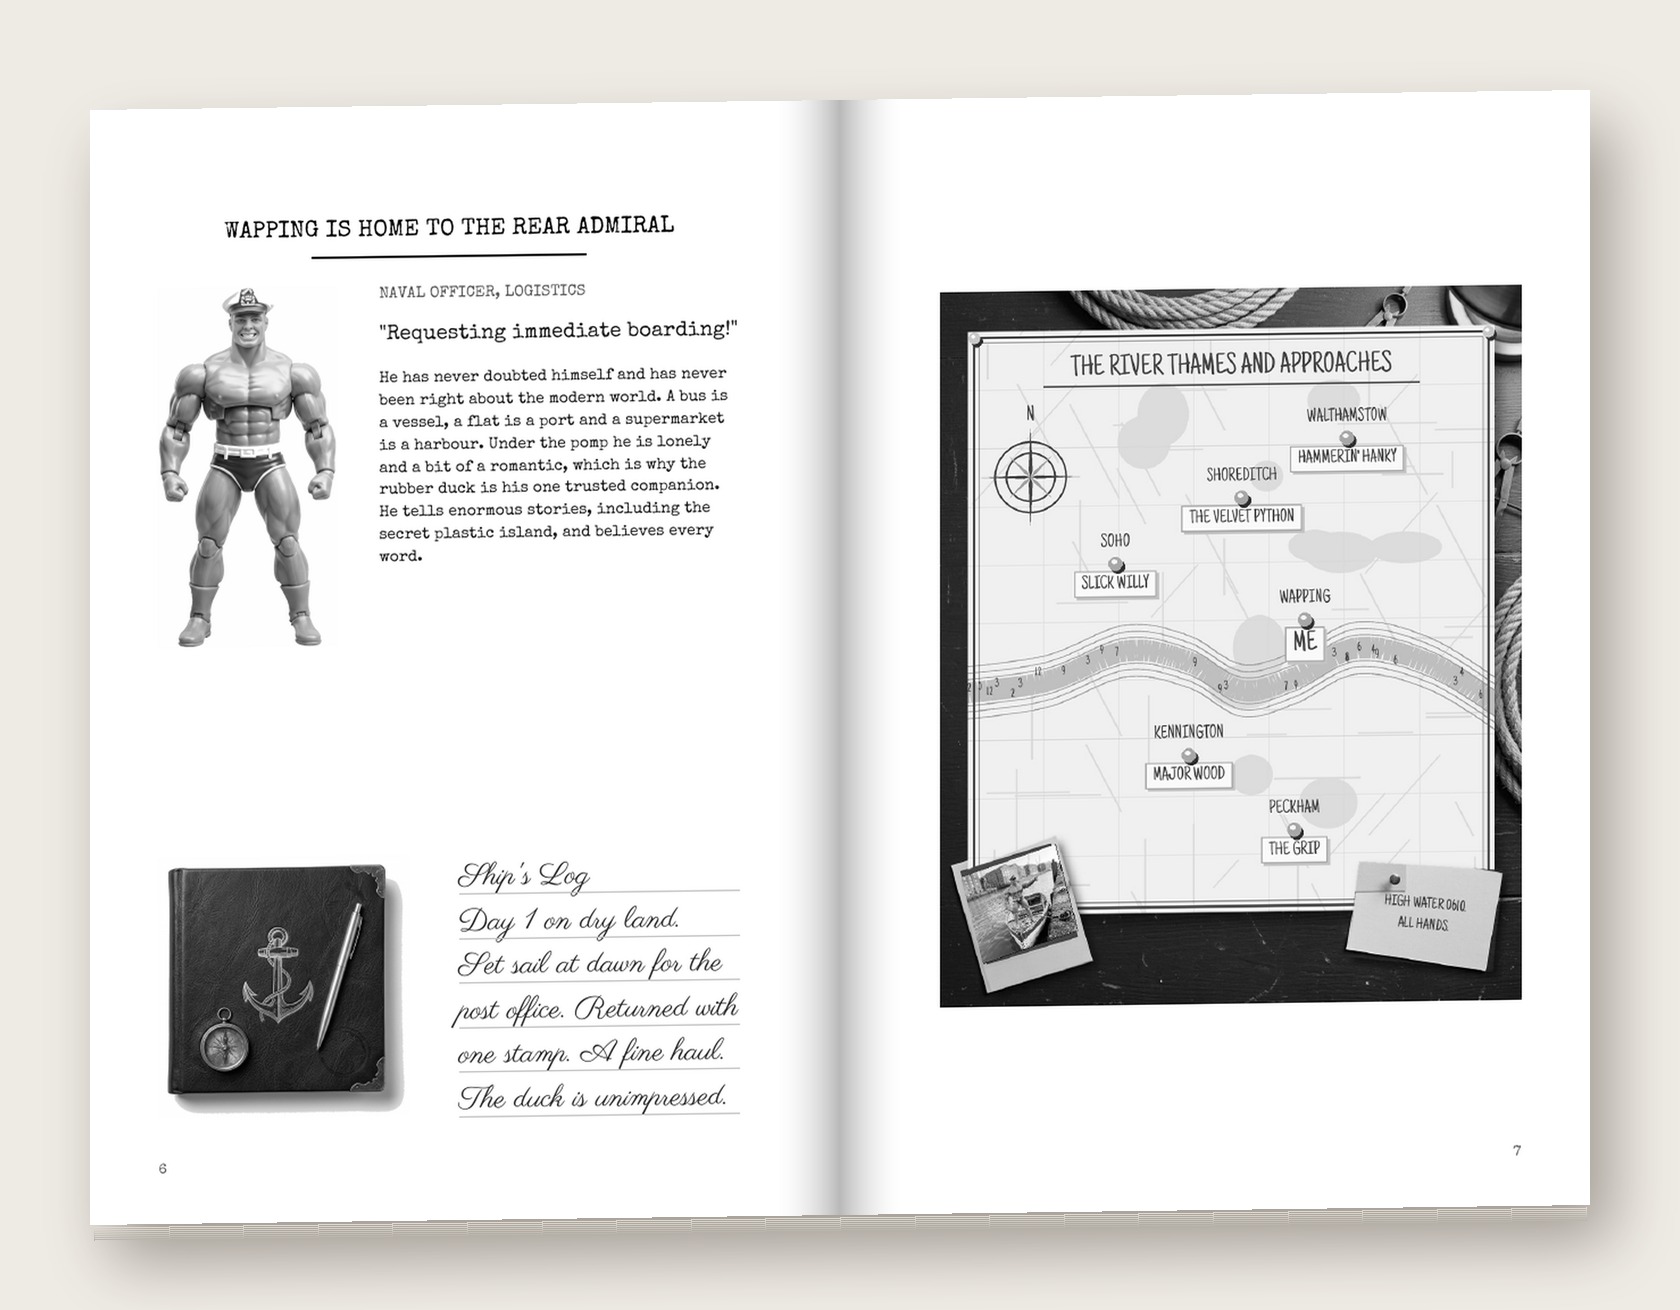 WAPPING IS HOME TO THE REAR ADMIRAL
NAVAL OFFICER, LOGISTICS
"Requesting immediate boarding!"
He has never doubted himself and has never
been right about the modern world. A bus is
a vessel, a flat is a port and a supermarket
is a harbour. Under the pomp he is lonely
and a bit of a romantic, which is why the
rubber duck is his one trusted companion.
He tells enormous stories, including the
secret plastic island, and believes every
word.
Ship's Log
Day 1 on dry land.
Set sail at dawn for the
post office. Returned with
one stamp. A fine haul.
The duck is unimpressed.
6
THE RIVER THAMES AND APPROACHES
N
WALTHAMSTOW
HAMMERIN' HANKY
SHOREDITCH
THE VELVET PYTHON
SOHO
SLICK WILLY
WAPPING
ME
KENNINGTON
MAJOR WOOD
PECKHAM
THE GRIP
HIGH WATER 0610.
ALL HANDS.
7